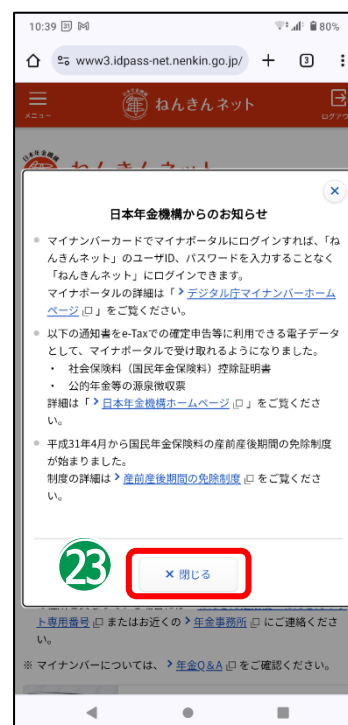 10:39 31 80%
www3.idpass-net.nenkin.go.jp/ 3
メニュー ねんきんネット
日本年金機構からのお知らせ
マイナンバーカードでマイナポータルにログインすれば、「ね
んきんネット」のユーザID、パスワードを入力することなく
「ねんきんネット」にログインできます。
マイナポータルの詳細は「デジタル庁マイナンバーホーム
ページ」をご覧ください。
以下の通知書をe-Taxでの確定申告等に利用できる電子データ
として、マイナポータルで受け取れるようになりました。
・ 社会保険料（国民年金保険料）控除証明書
・ 公的年金等の源泉徴収票
詳細は「日本年金機構ホームページ」をご覧くださ
い。
平成31年4月から国民年金保険料の産前産後期間の免除制度
が始まりました。
制度の詳細は産前産後期間の免除制度をご覧くださ
い。
23
× 閉じる
ト専用番号またはお近くの年金事務所にご連絡くださ
い。
※ マイナンバーについては、年金Q&Aをご確認ください。